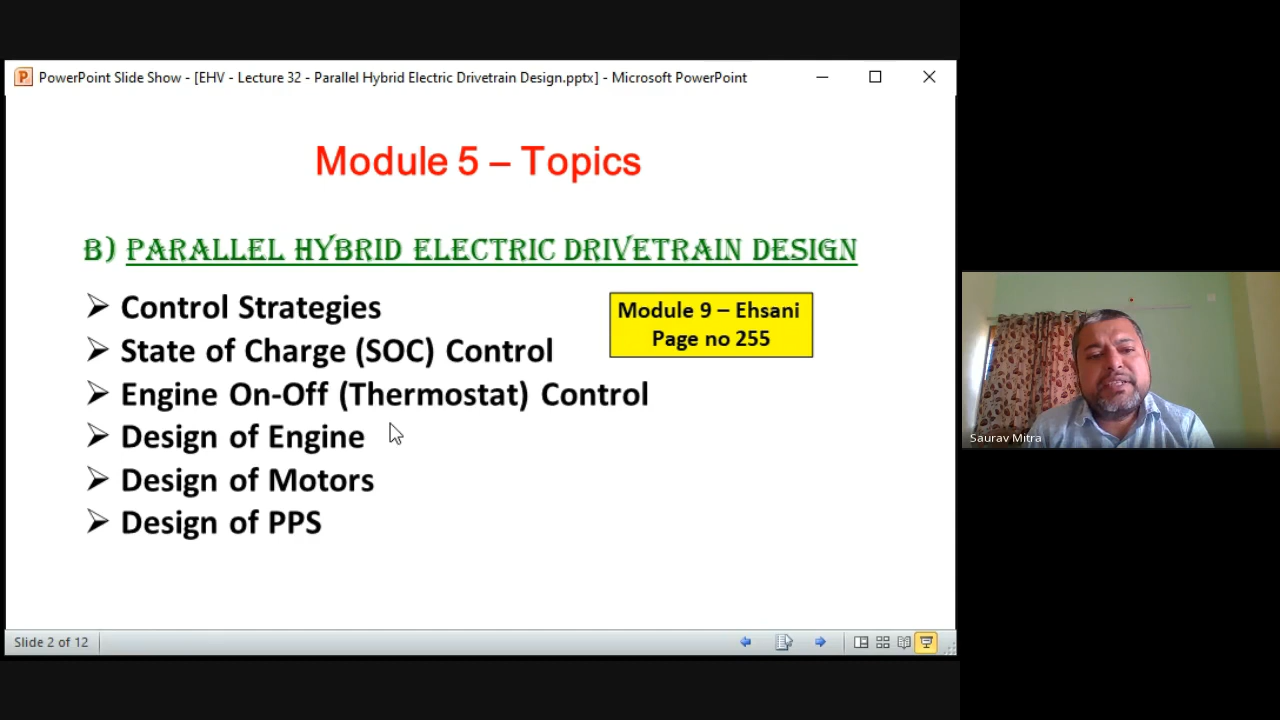 PowerPoint Slide Show - [EHV - Lecture 32 - Parallel Hybrid Electric Drivetrain Design.pptx] - Microsoft PowerPoint
Module 5 – Topics
B) PARALLEL HYBRID ELECTRIC DRIVETRAIN DESIGN
➢ Control Strategies
➢ State of Charge (SOC) Control
➢ Engine On-Off (Thermostat) Control
➢ Design of Engine
➢ Design of Motors
➢ Design of PPS
Module 9 – Ehsani
Page no 255
Saurav Mitra
Slide 2 of 12